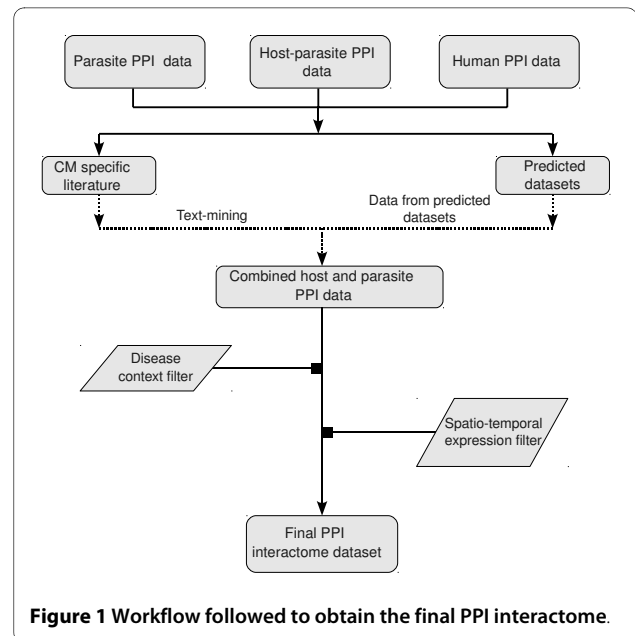 Parasite PPI data
Host-parasite PPI
data
Human PPI data
CM specific
literature
Predicted
datasets
Text-mining
Data from predicted
datasets
Combined host and parasite
PPI data
Disease
context filter
Spatio-temporal
expression filter
Final PPI
interactome dataset
Figure 1 Workflow followed to obtain the final PPI interactome.